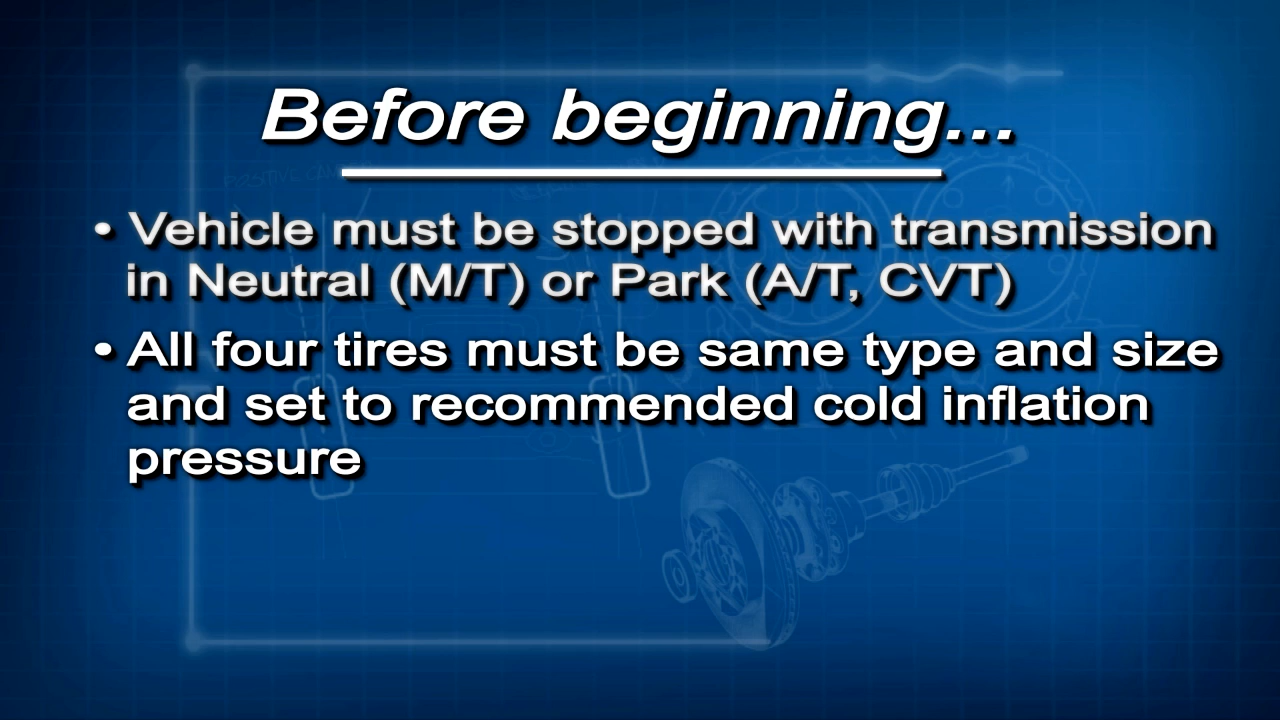 Before beginning...
• Vehicle must be stopped with transmission
in Neutral (M/T) or Park (A/T, CVT)
• All four tires must be same type and size
and set to recommended cold inflation
pressure